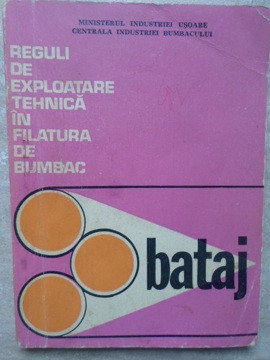 MINISTERUL INDUSTRIEI UȘOARE
CENTRALA INDUSTRIEI BUMBACULUI
REGULI
DE
EXPLOATARE
TEHNICĂ
ÎN
FILATURA
DE
BUMBAC
bataj